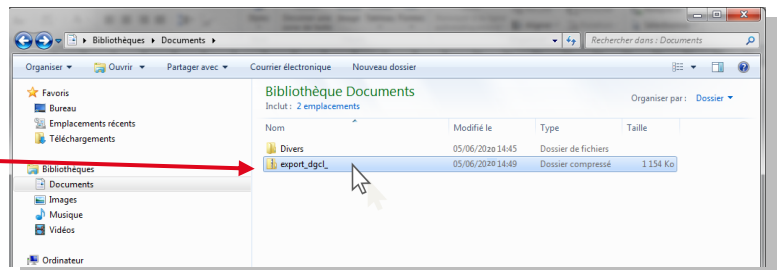 Bibliothèques ▸ Documents ▸
Rechercher dans : Documents
Organiser Ouvrir Partager avec Courrier électronique Nouveau dossier
Favoris
Bureau
Emplacements récents
Téléchargements
Bibliothèques
Documents
Images
Musique
Vidéos
Ordinateur
Bibliothèque Documents
Inclut : 2 emplacements
Organiser par : Dossier
Nom Modifié le Type Taille
Divers 05/06/2020 14:45 Dossier de fichiers
export_dgcl_ 05/06/2020 14:49 Dossier compressé 1 154 Ko